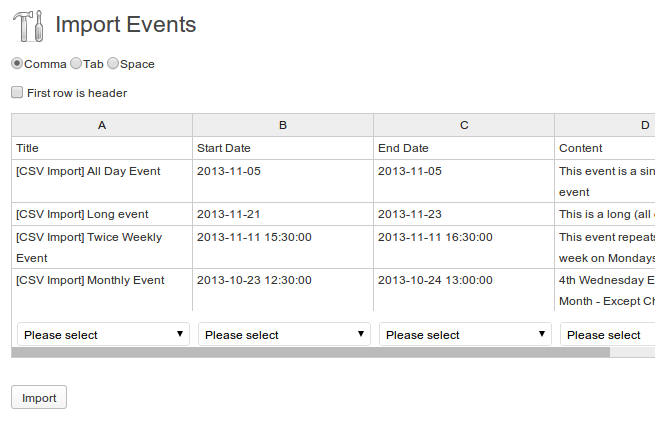 Import Events
Comma Tab Space
First row is header
A B C D
Title Start Date End Date Content
[CSV Import] All Day Event 2013-11-05 2013-11-05 This event is a
event
[CSV Import] Long event 2013-11-21 2013-11-23 This is a long (all
[CSV Import] Twice Weekly 2013-11-11 15:30:00 2013-11-11 16:30:00 This event repeats
Event week on Mondays
[CSV Import] Monthly Event 2013-10-23 12:30:00 2013-10-24 13:00:00 4th Wednesday
Month - Except
Please select Please select Please select Please select
Import